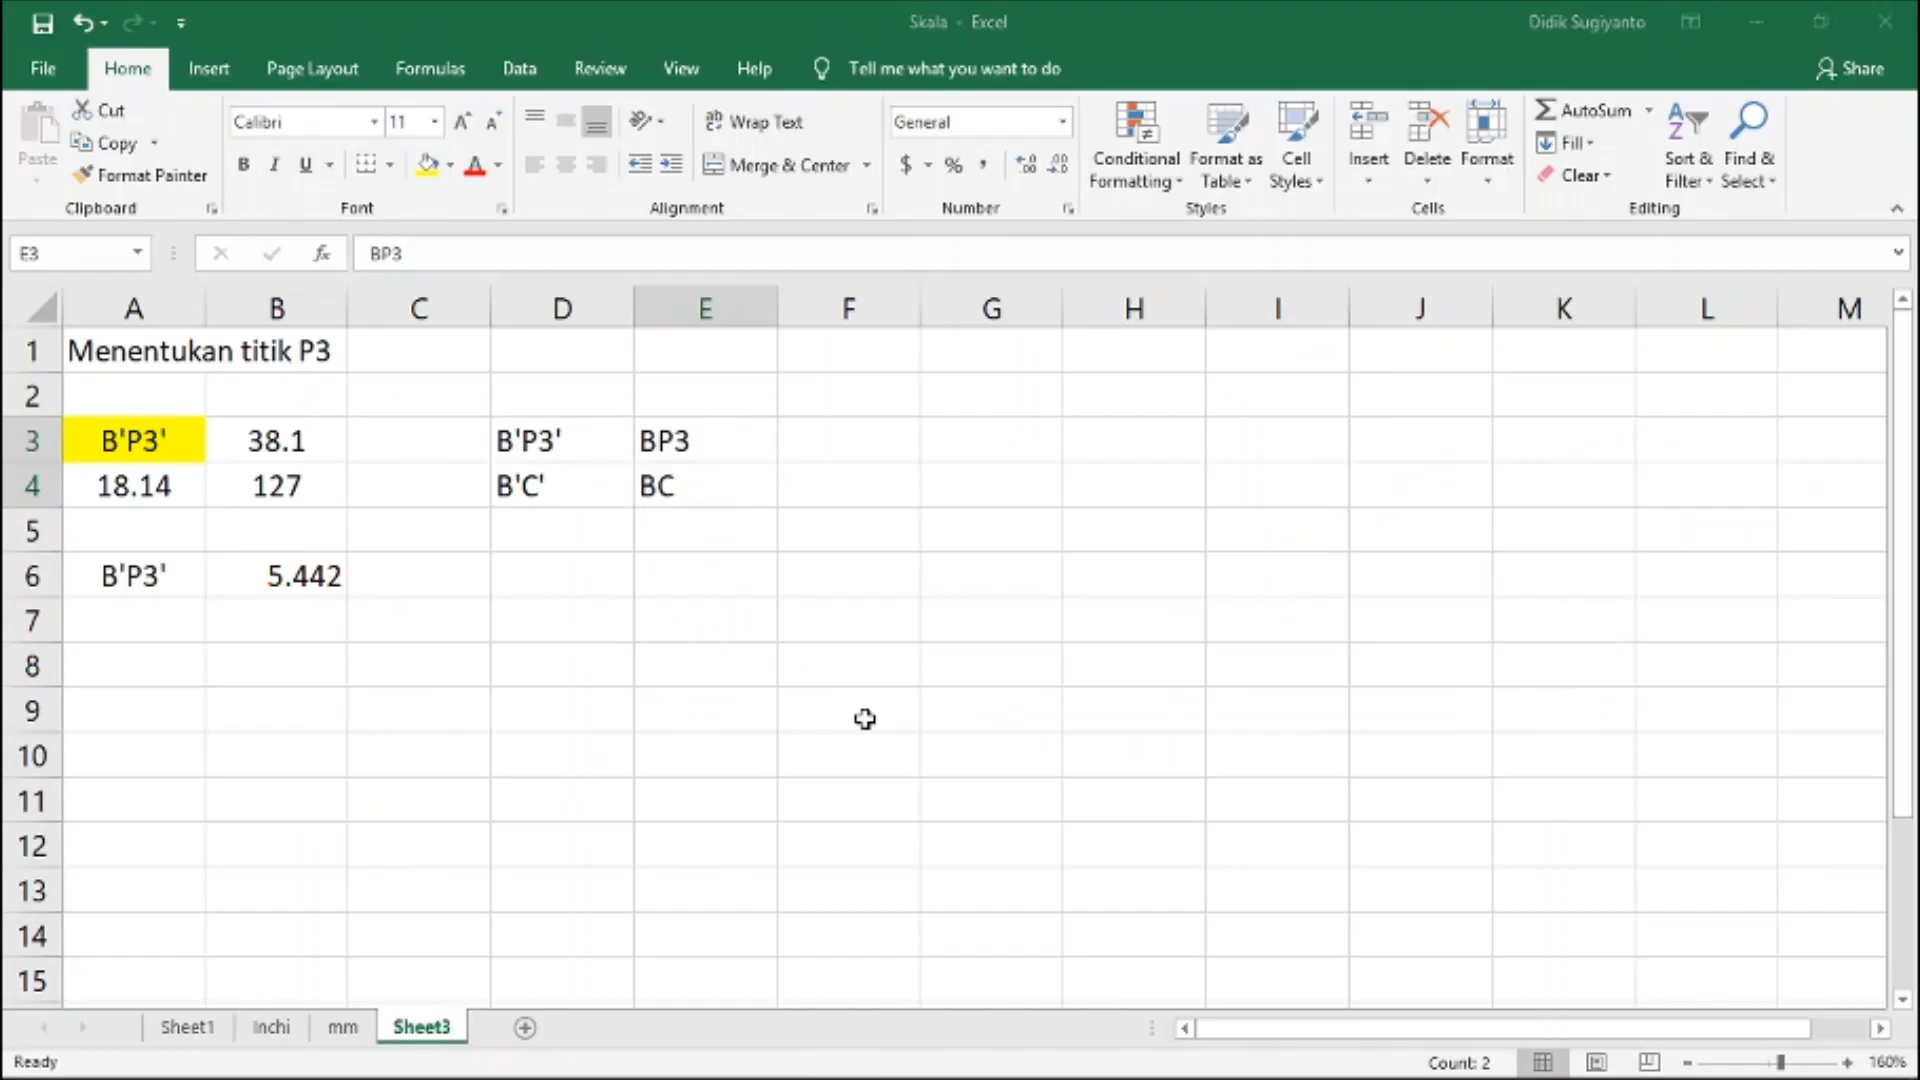 Skala - Excel
Didik Sugiyanto
File Home Insert Page Layout Formulas Data Review View Help Tell me what you want to do Share
Paste
Cut
Copy
Format Painter
Clipboard
Calibri 11
B I U A
Font
Wrap Text
Merge & Center
Alignment
General
$ % ,
Number
Conditional Formatting
Format as Table
Cell Styles
Styles
Insert Delete Format
Cells
AutoSum
Fill
Clear
Sort & Filter
Find & Select
Editing
E3 fx BP3
A B C D E F G H I J K L M
1 Menentukan titik P3
2
3 B'P3' 38.1 B'P3' BP3
4 18.14 127 B'C' BC
5
6 B'P3' 5.442
7
8
9
10
11
12
13
14
15
Sheet1 Inchi mm Sheet3
Ready Count: 2 160%